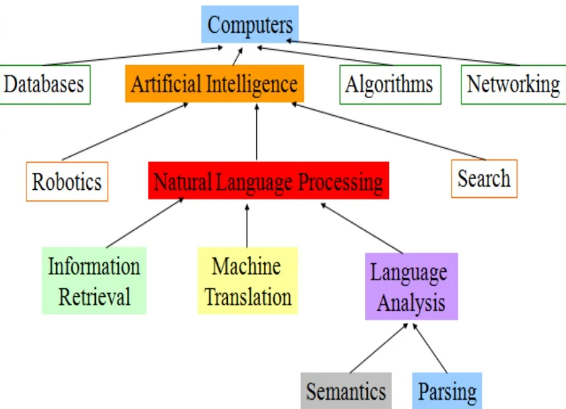 Computers
Databases
Artificial Intelligence
Algorithms
Networking
Robotics
Natural Language Processing
Search
Information
Retrieval
Machine
Translation
Language
Analysis
Semantics
Parsing